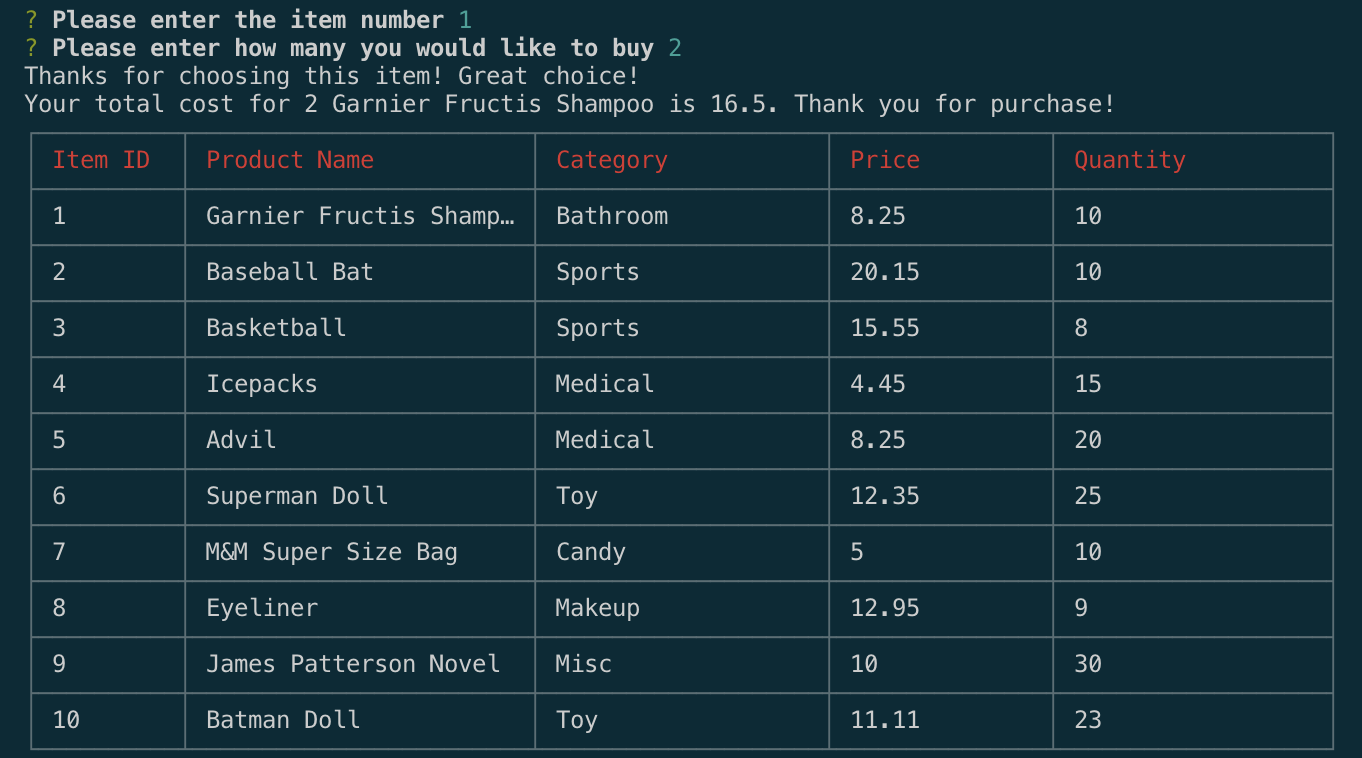 ? Please enter the item number 1
? Please enter how many you would like to buy 2
Thanks for choosing this item! Great choice!
Your total cost for 2 Garnier Fructis Shampoo is 16.5. Thank you for purchase!
Item ID Product Name Category Price Quantity
1 Garnier Fructis Shamp… Bathroom 8.25 10
2 Baseball Bat Sports 20.15 10
3 Basketball Sports 15.55 8
4 Icepacks Medical 4.45 15
5 Advil Medical 8.25 20
6 Superman Doll Toy 12.35 25
7 M&M Super Size Bag Candy 5 10
8 Eyeliner Makeup 12.95 9
9 James Patterson Novel Misc 10 30
10 Batman Doll Toy 11.11 23